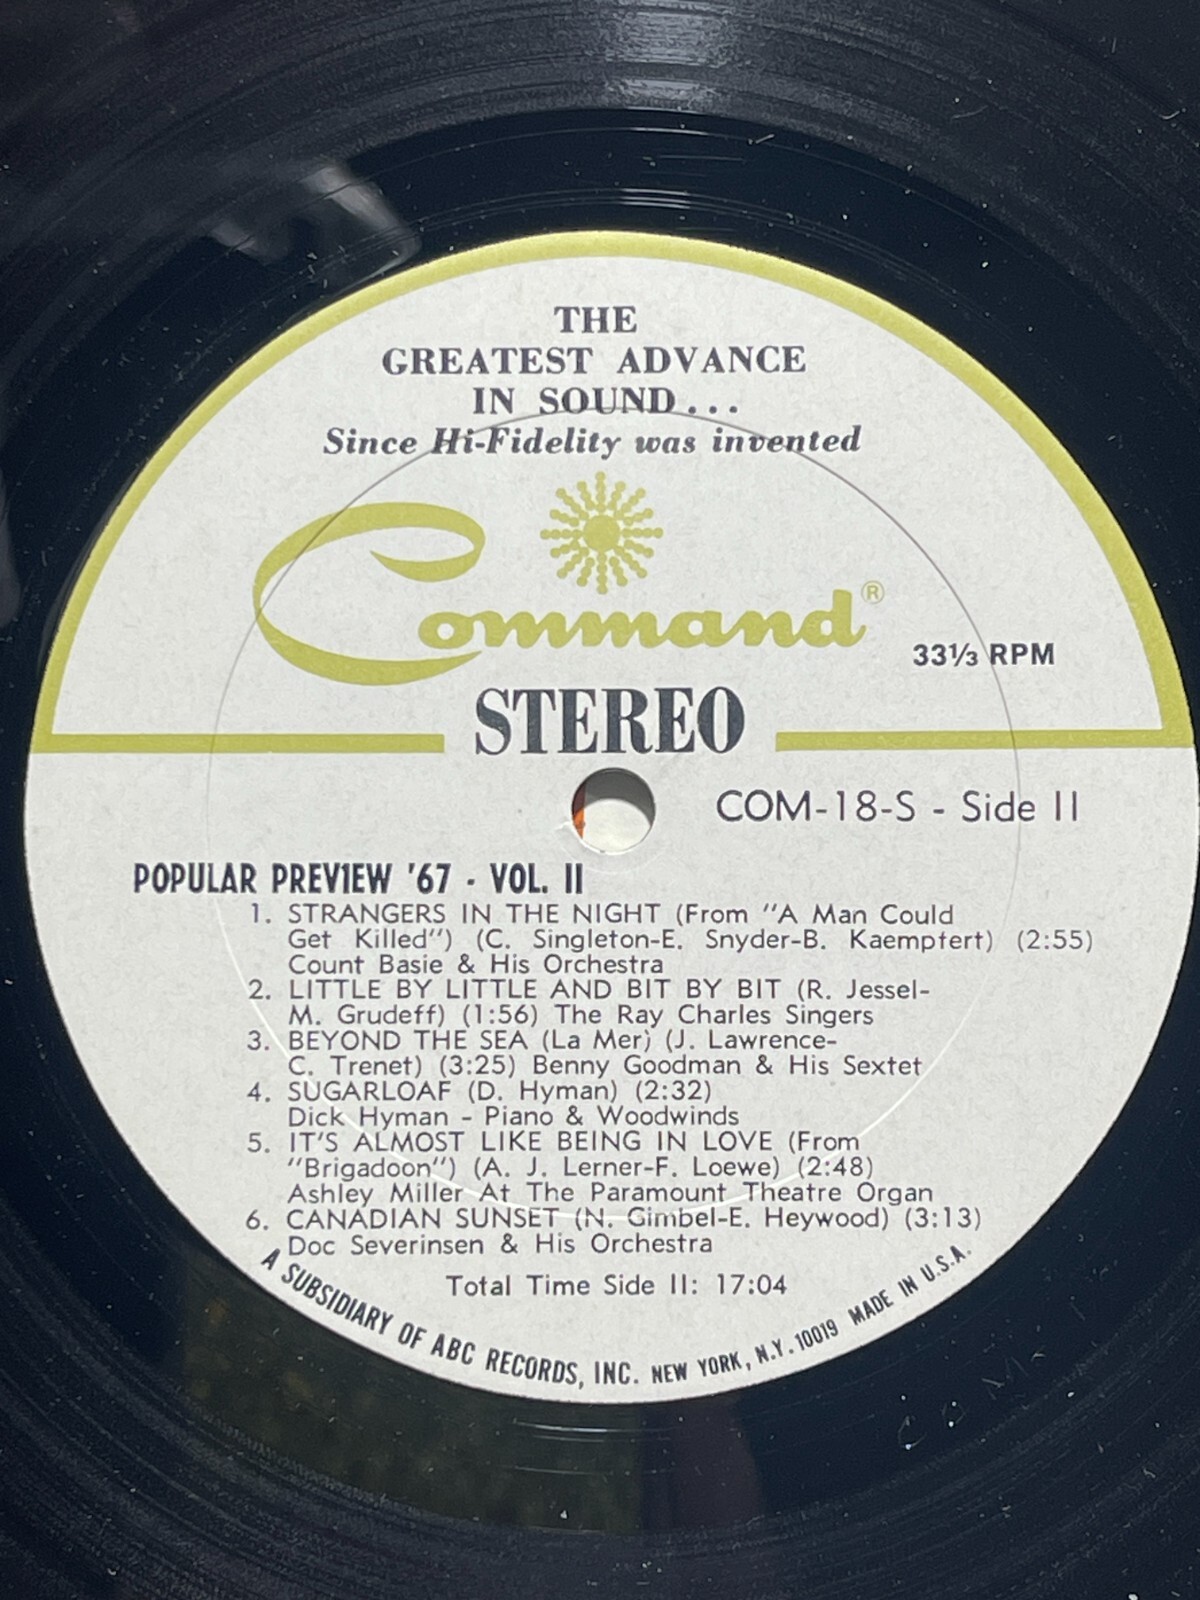 THE
GREATEST ADVANCE
IN SOUND...
Since Hi-Fidelity was invented
Command®
33⅓ RPM
STEREO
COM-18-S - Side II
POPULAR PREVIEW '67 - VOL. II
1. STRANGERS IN THE NIGHT (From "A Man Could
Get Killed") (C. Singleton-E. Snyder-B. Kaempfert) (2:55)
Count Basie & His Orchestra
2. LITTLE BY LITTLE AND BIT BY BIT (R. Jessel-
M. Grudeff) (1:56) The Ray Charles Singers
3. BEYOND THE SEA (La Mer) (J. Lawrence-
C. Trenet) (3:25) Benny Goodman & His Sextet
4. SUGARLOAF (D. Hyman) (2:32)
Dick Hyman - Piano & Woodwinds
5. IT'S ALMOST LIKE BEING IN LOVE (From
"Brigadoon") (A. J. Lerner-F. Loewe) (2:48)
Ashley Miller At The Paramount Theatre Organ
6. CANADIAN SUNSET (N. Gimbel-E. Heywood) (3:13)
Doc Severinsen & His Orchestra
Total Time Side II: 17:04
A SUBSIDIARY OF ABC RECORDS, INC. NEW YORK, N.Y. 10019 MADE IN U.S.A.